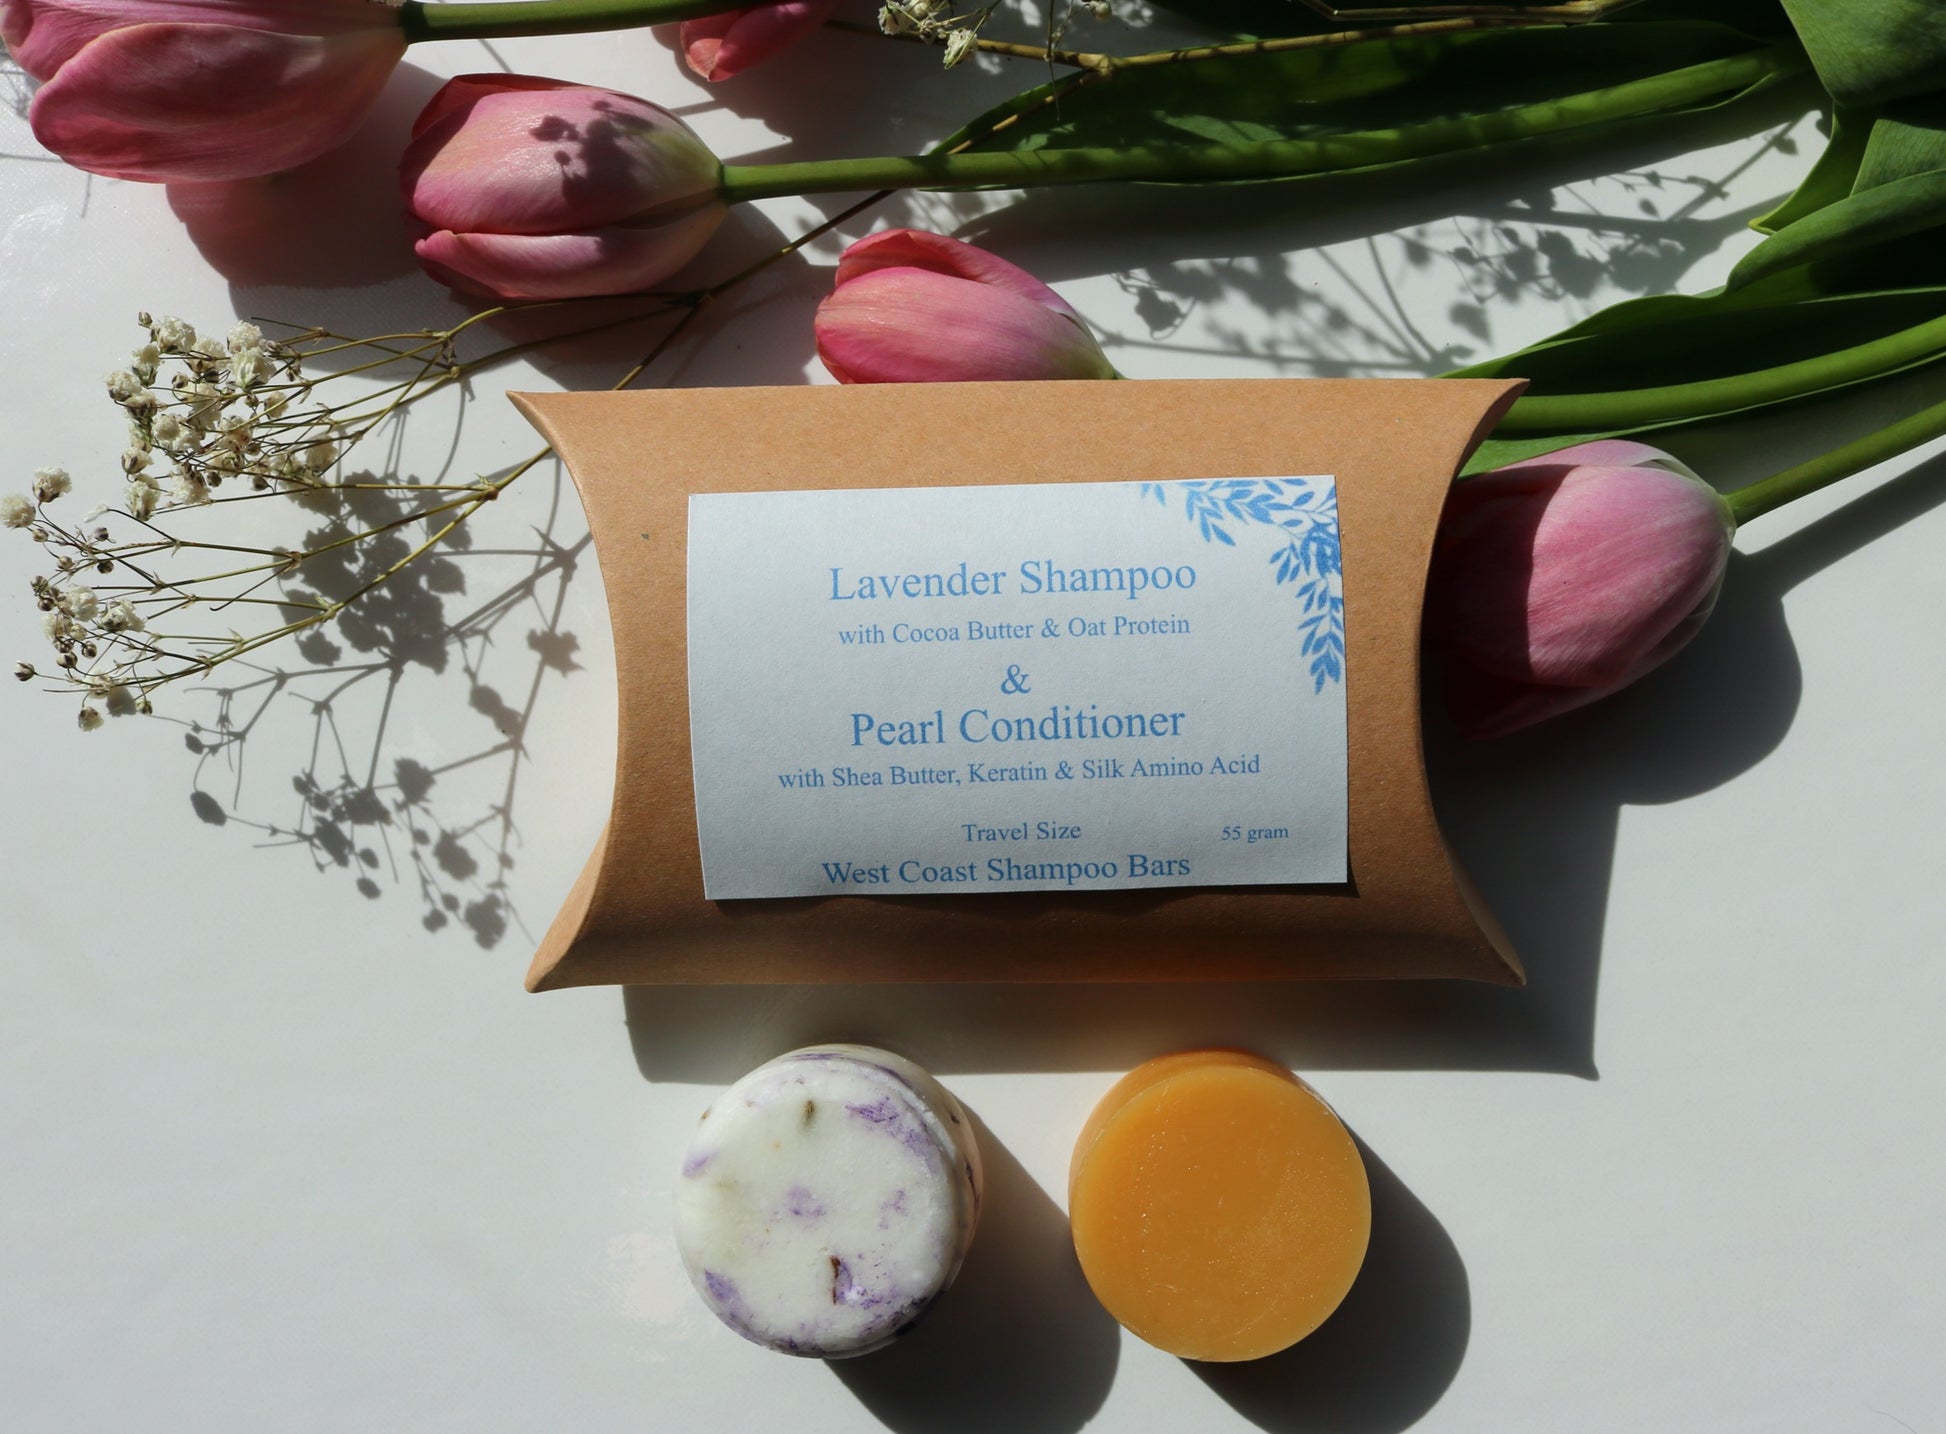 Lavender Shampoo
with Cocoa Butter & Oat Protein
&
Pearl Conditioner
with Shea Butter, Keratin & Silk Amino Acid
Travel Size 55 gram
West Coast Shampoo Bars